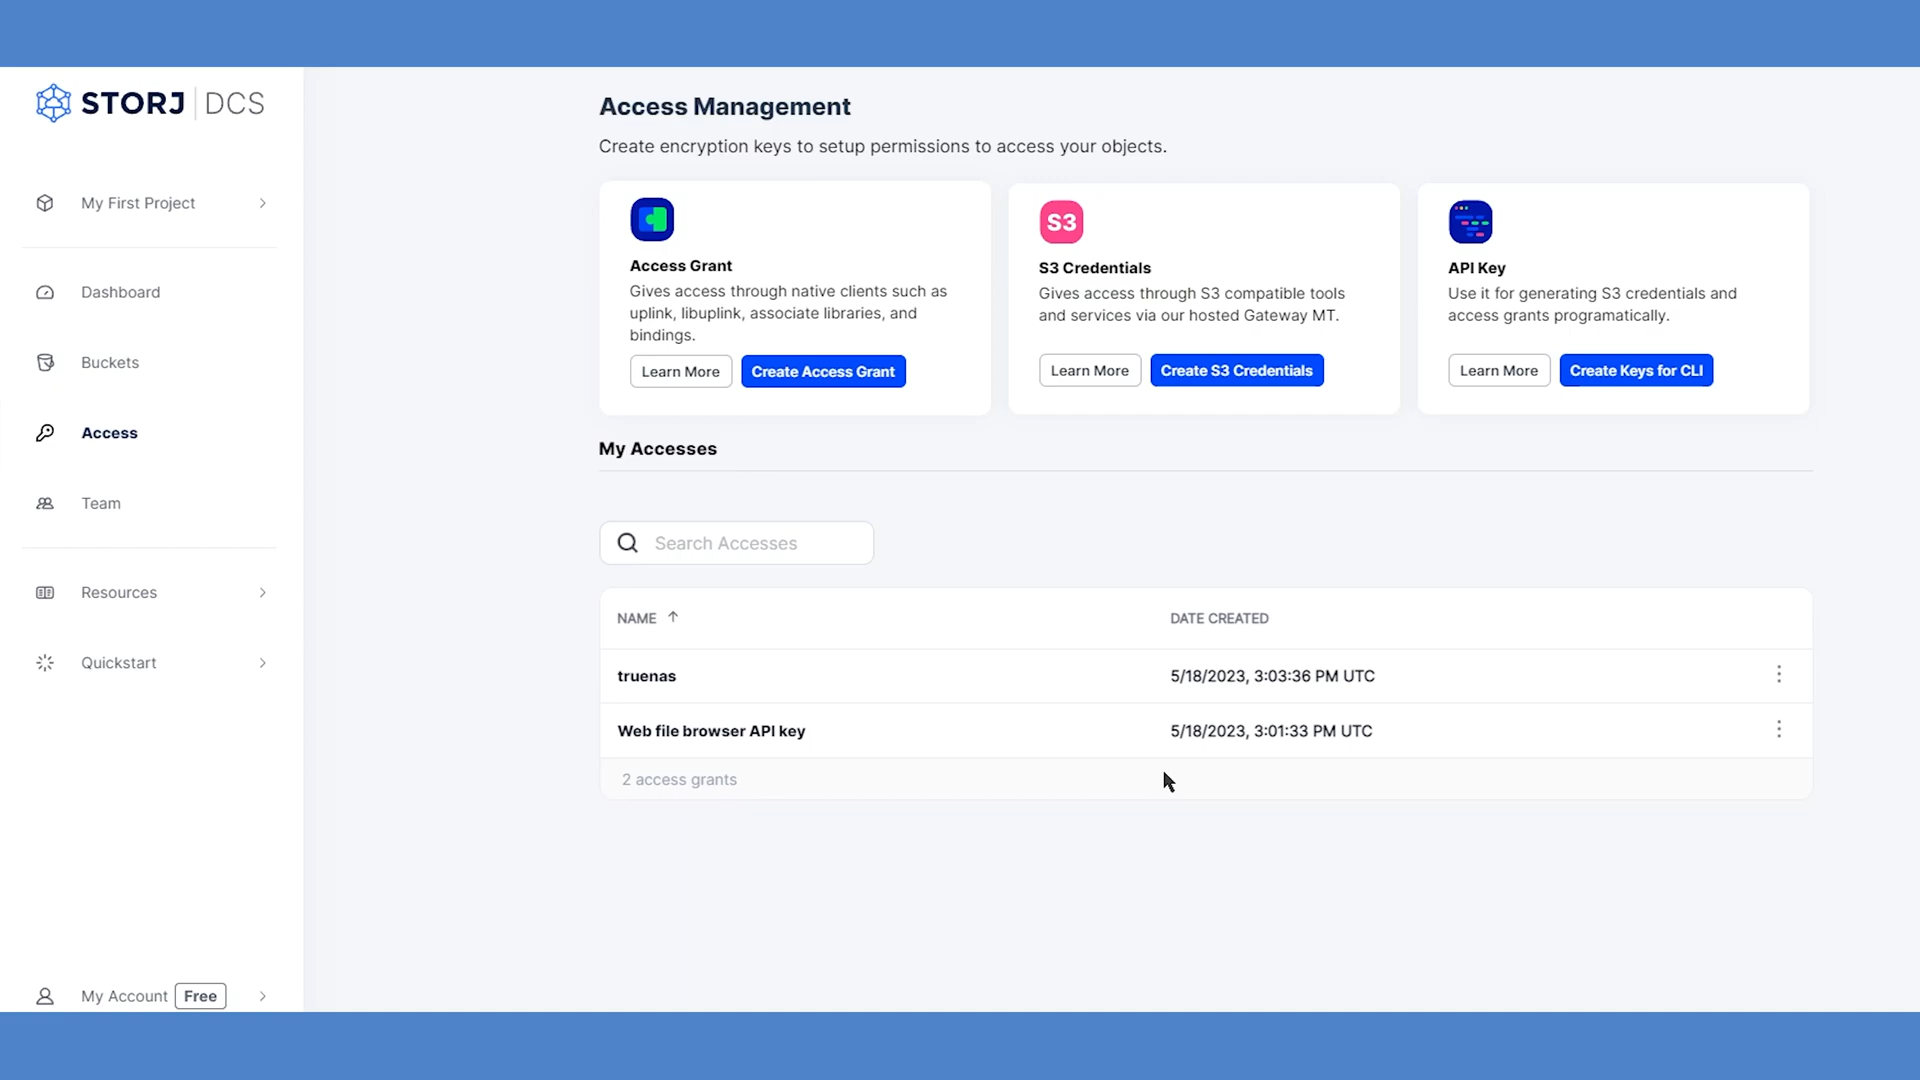 STORJ DCS
My First Project
Dashboard
Buckets
Access
Team
Resources
Quickstart
My Account Free
Access Management
Create encryption keys to setup permissions to access your objects.
Access Grant
Gives access through native clients such as
uplink, libuplink, associate libraries, and
bindings.
Learn More Create Access Grant
S3
S3 Credentials
Gives access through S3 compatible tools
and services via our hosted Gateway MT.
Learn More Create S3 Credentials
API Key
Use it for generating S3 credentials and
access grants programatically.
Learn More Create Keys for CLI
My Accesses
Search Accesses
NAME DATE CREATED
truenas 5/18/2023, 3:03:36 PM UTC
Web file browser API key 5/18/2023, 3:01:33 PM UTC
2 access grants